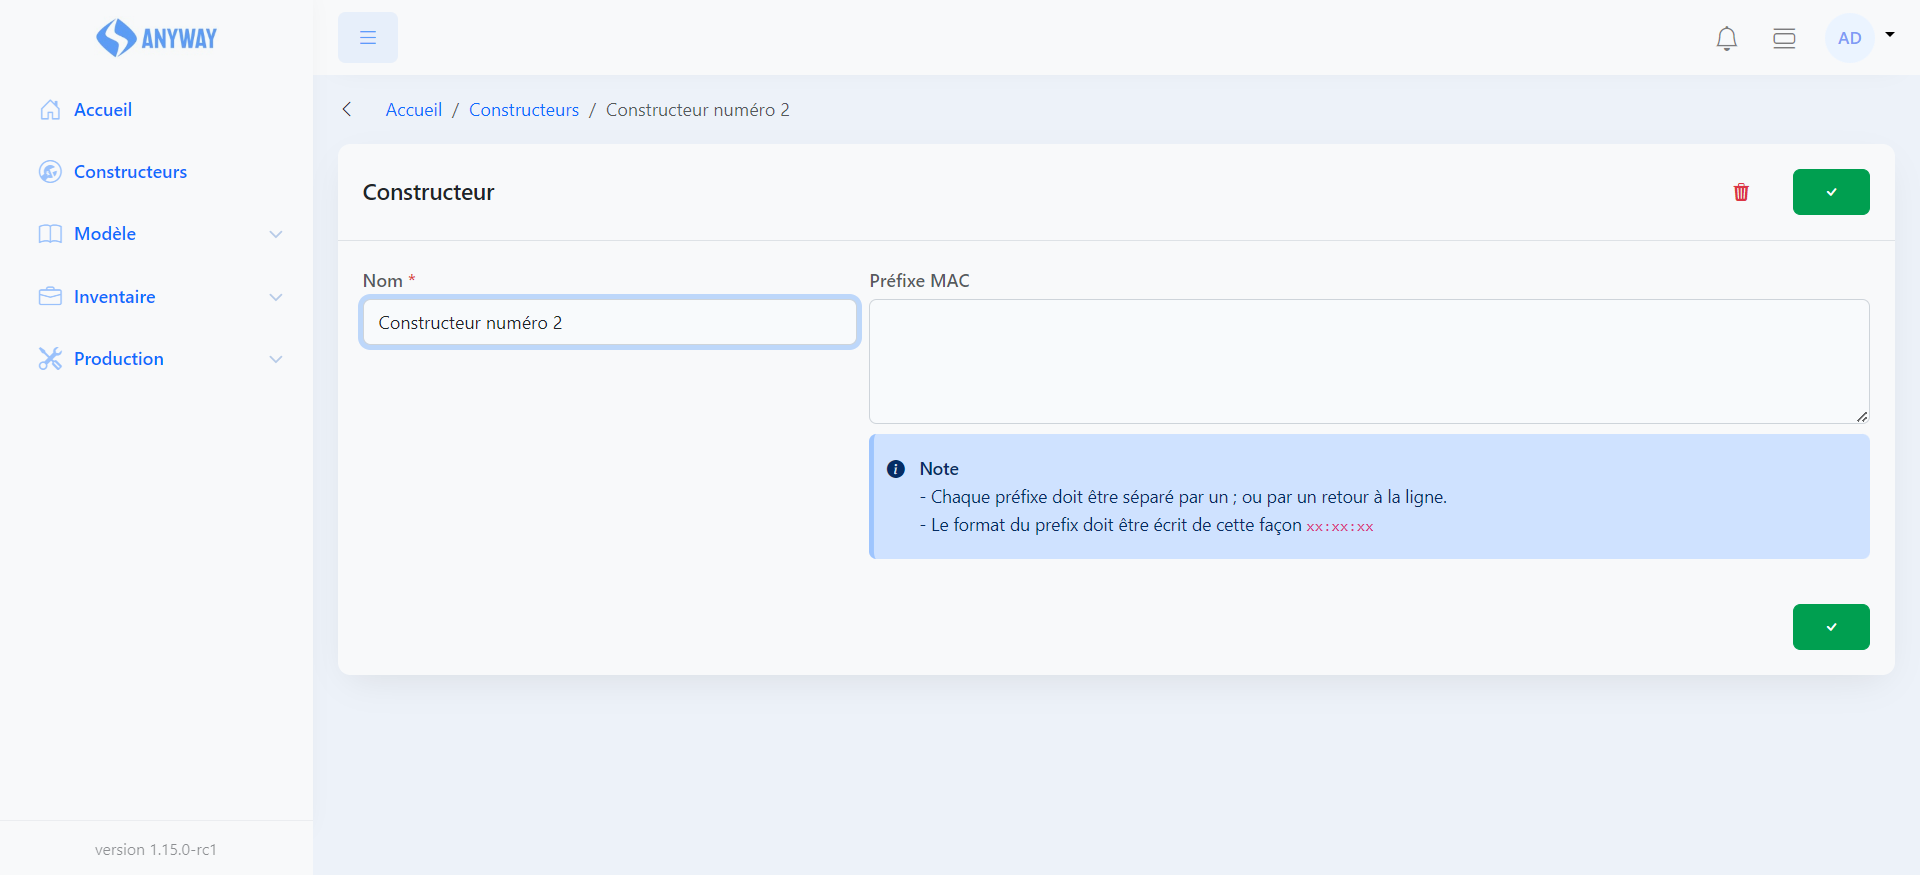 ANYWAY
AD
Accueil
Constructeurs
Modèle
Inventaire
Production
version 1.15.0-rc1
Accueil / Constructeurs / Constructeur numéro 2
Constructeur
Nom *
Constructeur numéro 2
Préfixe MAC
Note
- Chaque préfixe doit être séparé par un ; ou par un retour à la ligne.
- Le format du prefix doit être écrit de cette façon xx:xx:xx